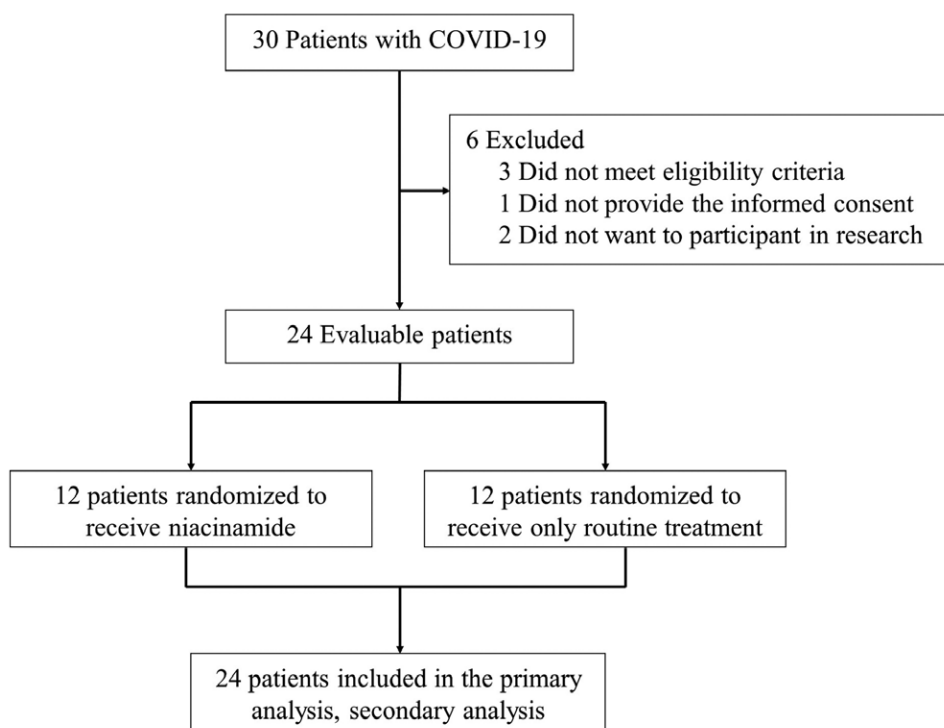 30 Patients with COVID-19
6 Excluded
3 Did not meet eligibility criteria
1 Did not provide the informed consent
2 Did not want to participant in research
24 Evaluable patients
12 patients randomized to
receive niacinamide
12 patients randomized to
receive only routine treatment
24 patients included in the primary
analysis, secondary analysis